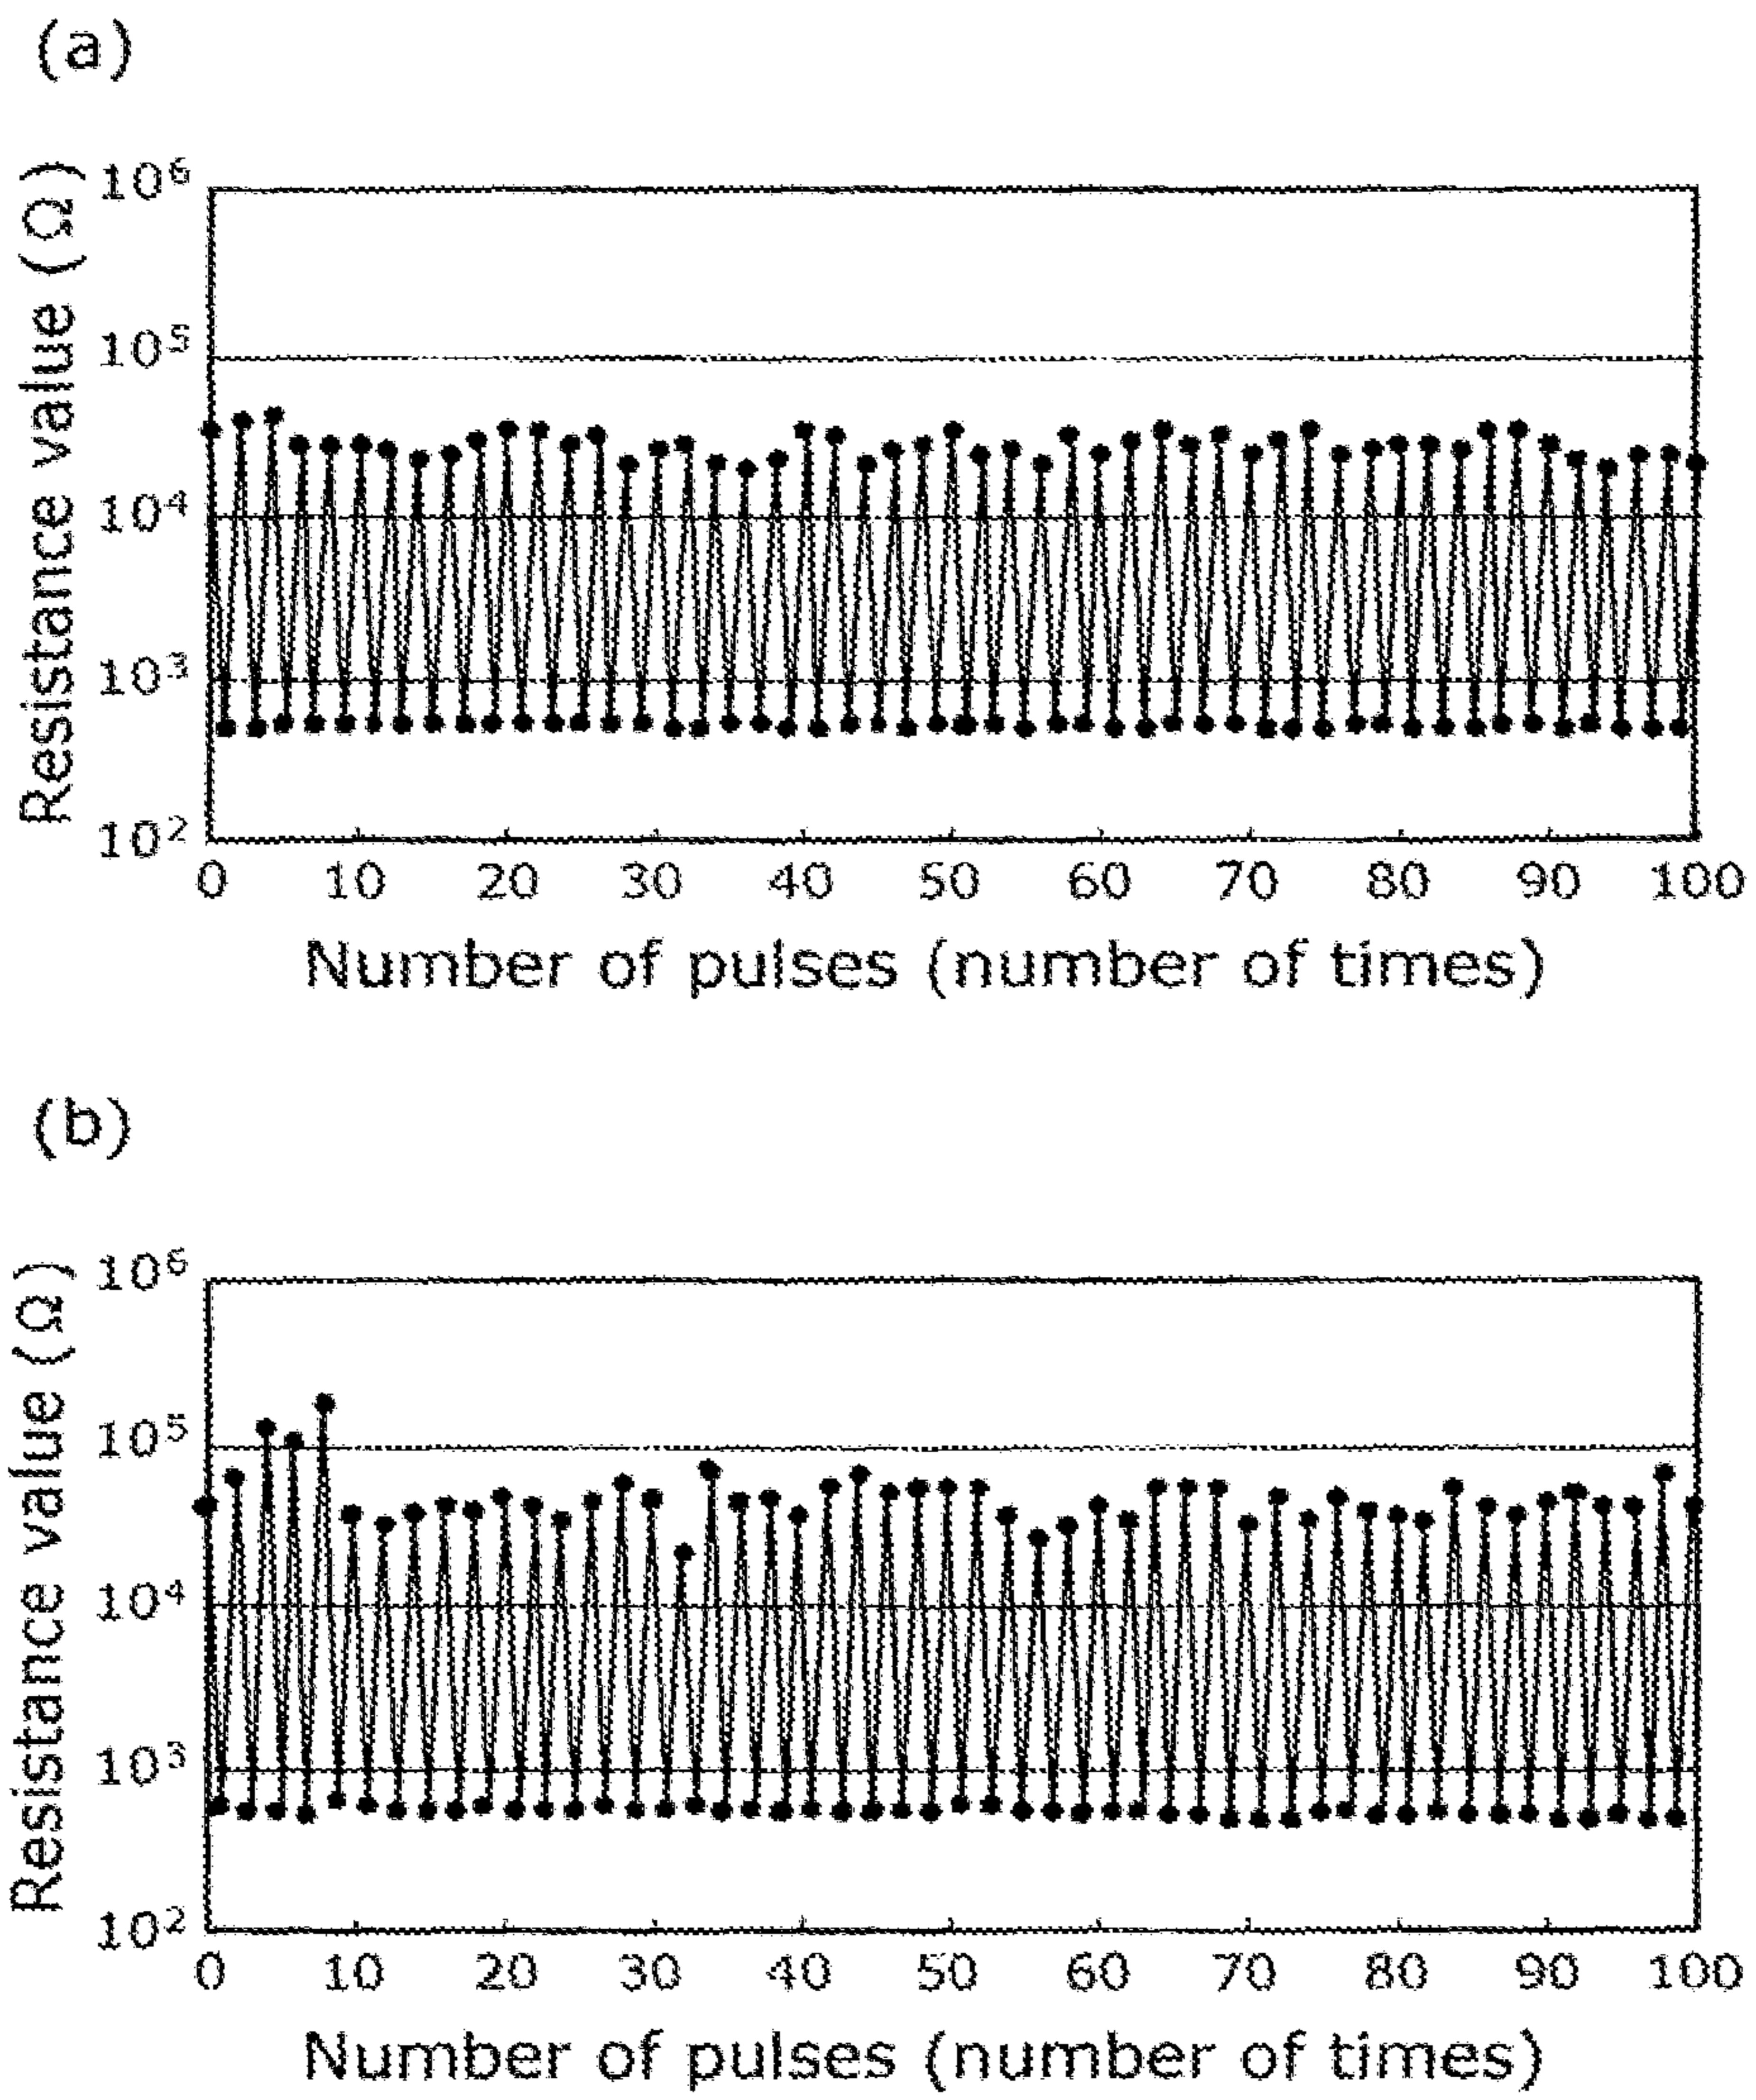 (a)
Resistance value (Ω)
10⁶
10⁵
10⁴
10³
10²
0 10 20 30 40 50 60 70 80 90 100
Number of pulses (number of times)
(b)
Resistance value (Ω)
10⁶
10⁵
10⁴
10³
10²
0 10 20 30 40 50 60 70 80 90 100
Number of pulses (number of times)